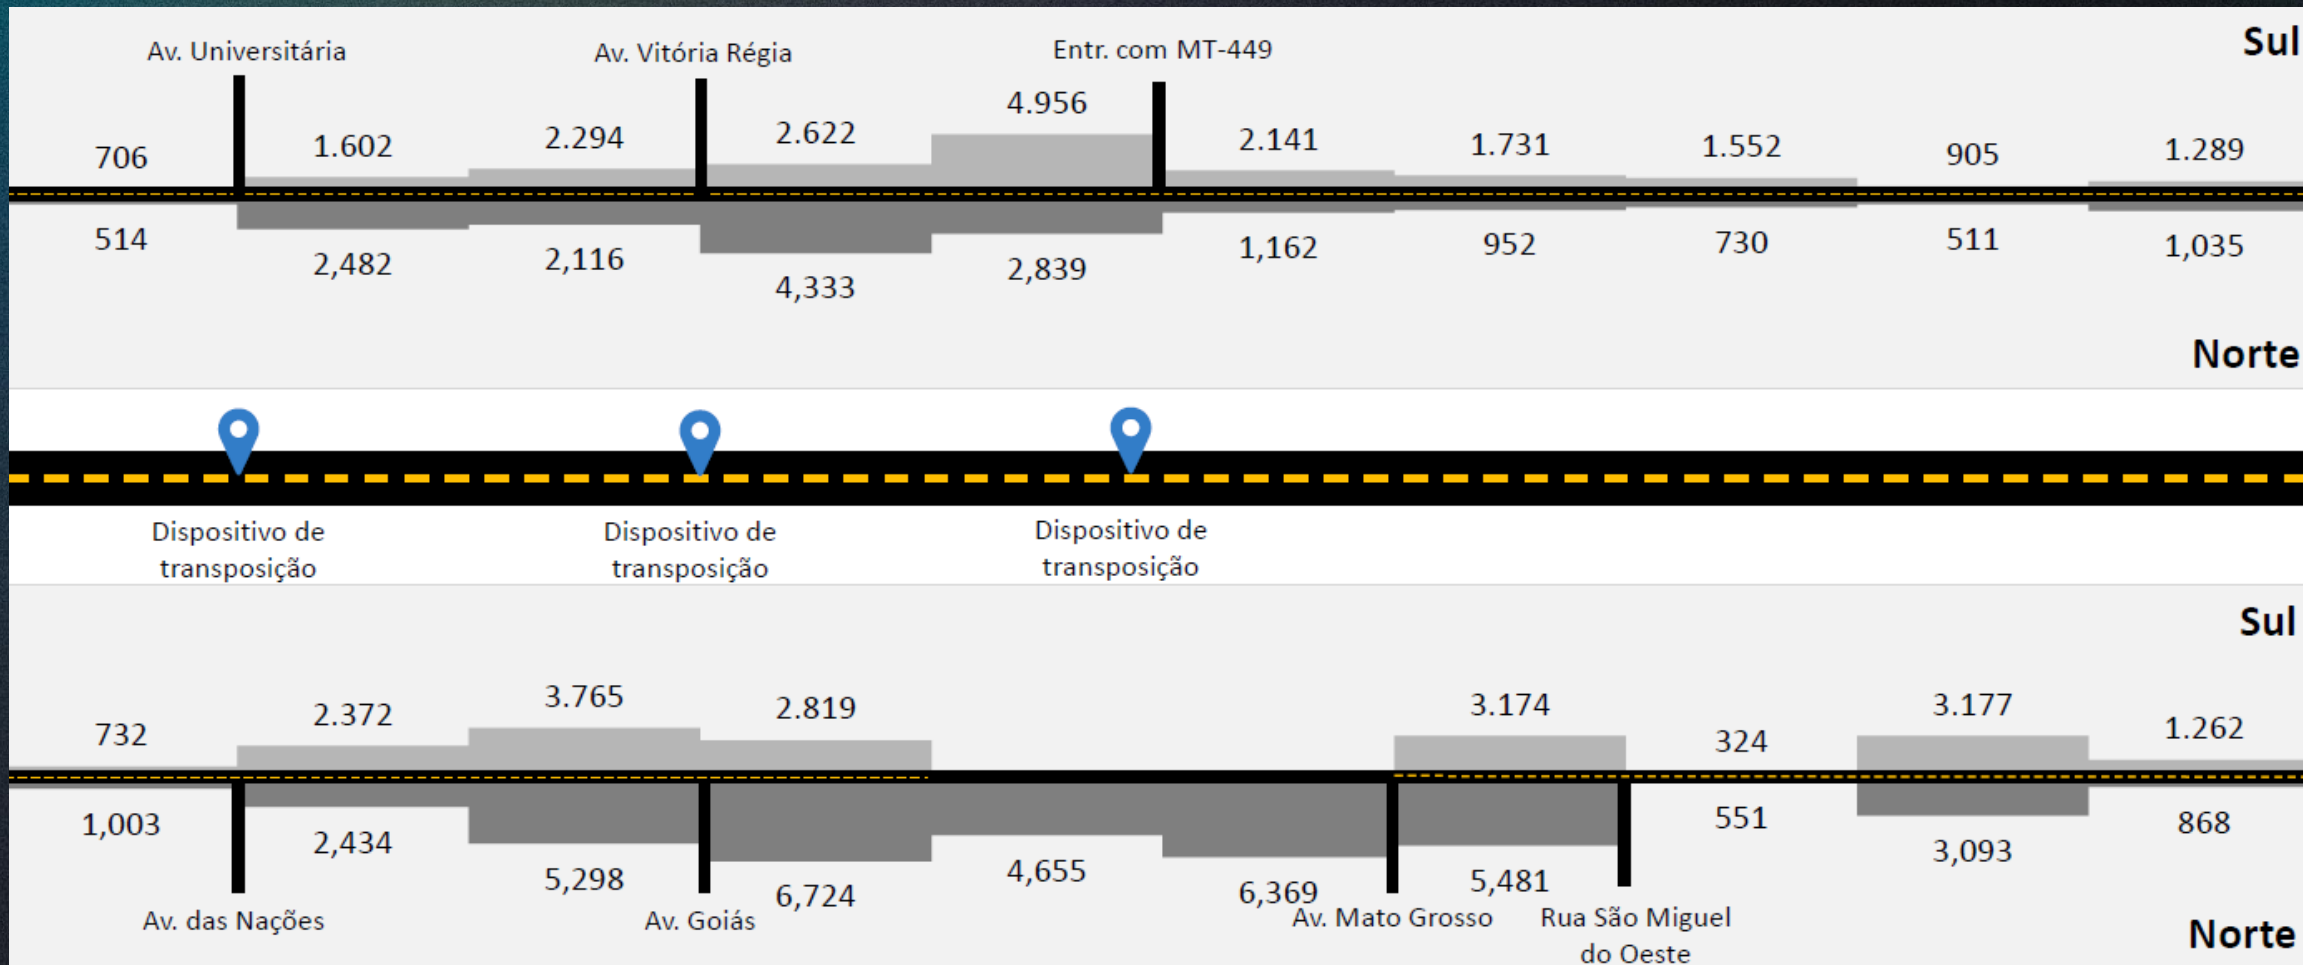 Sul
Av. Universitária
Av. Vitória Régia
Entr. com MT-449
706
1.602
2.294
2.622
4.956
2.141
1.731
1.552
905
1.289
514
2,482
2,116
4,333
2,839
1,162
952
730
511
1,035
Norte
Dispositivo de
transposição
Dispositivo de
transposição
Dispositivo de
transposição
Sul
732
2.372
3.765
2.819
3.174
324
3.177
1.262
1,003
2,434
5,298
6,724
4,655
6,369
5,481
551
3,093
868
Av. das Nações
Av. Goiás
Av. Mato Grosso
Rua São Miguel
do Oeste
Norte